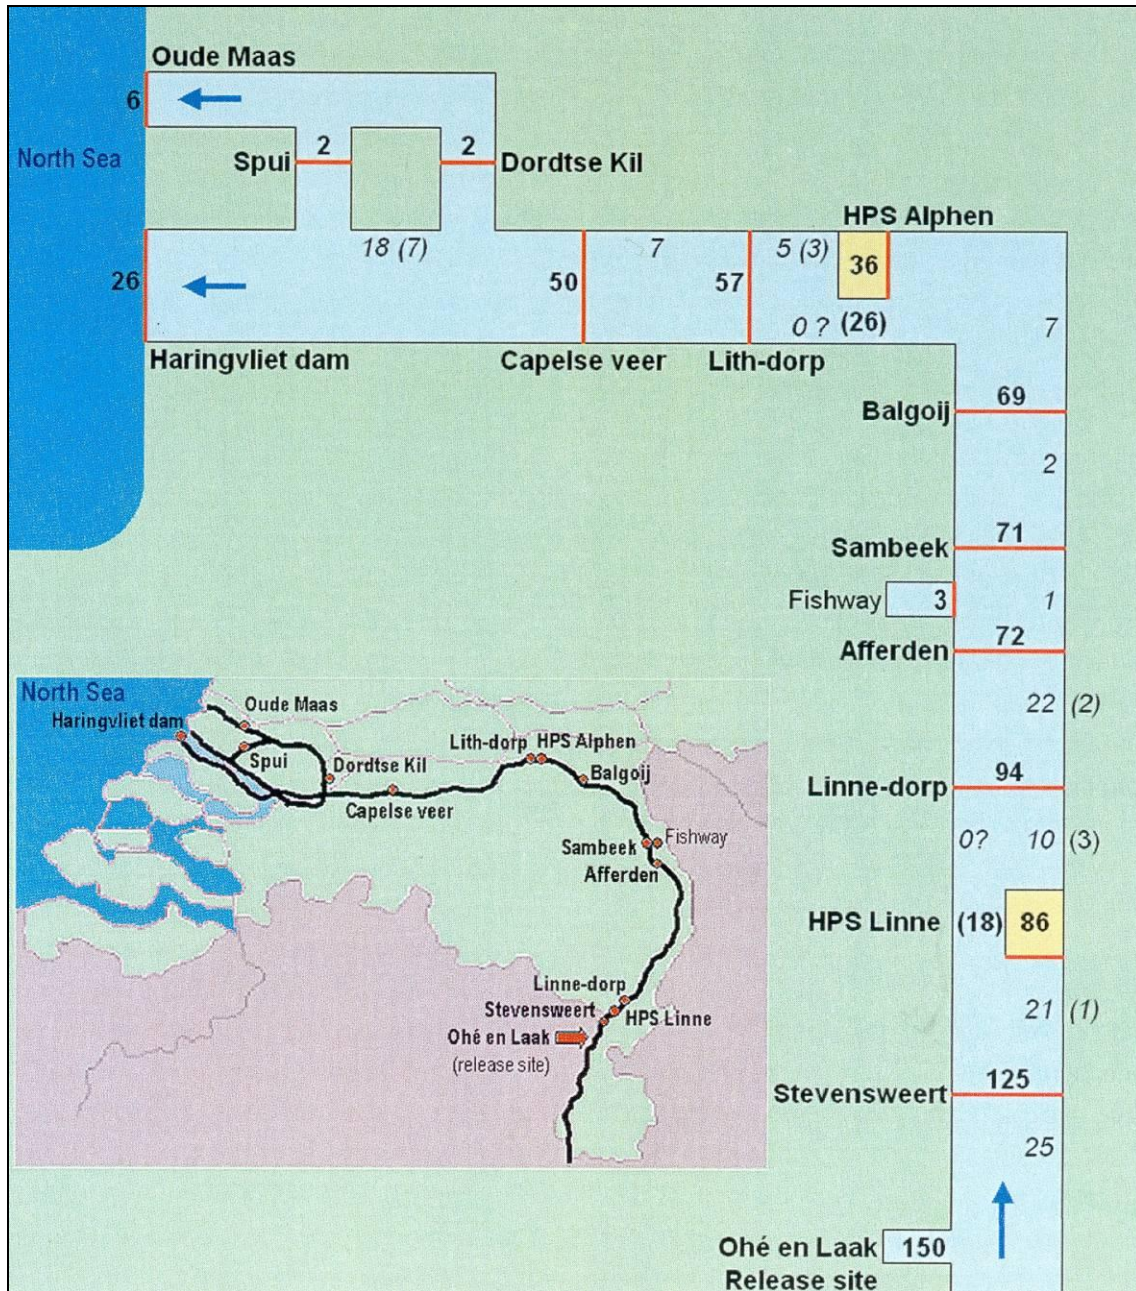 Oude Maas
6
North Sea
Spui 2 2 Dordtse Kil
HPS Alphen
18 (7) 7 5 (3) 36
26 50 57
0 ? (26) 7
Haringvliet dam Capelse veer Lith-dorp
69
Balgoij
2
71
Sambeek
Fishway 3 1
72
Afferden
22 (2)
94
Linne-dorp
0? 10 (3)
HPS Linne (18) 86
21 (1)
125
Stevensweert
25
Ohé en Laak 150
Release site
North Sea
Oude Maas
Haringvliet dam
Spui
Dordtse Kil
Capelse veer
Lith-dorp HPS Alphen
Balgoij
Sambeek Fishway
Afferden
Linne-dorp
Stevensweert
HPS Linne
Ohé en Laak
(release site)